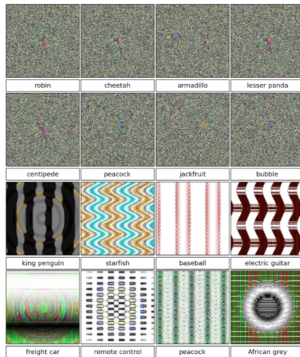 robin cheetah armadillo lesser panda
centipede peacock jackfruit bubble
king penguin starfish baseball electric guitar
freight car remote control peacock African grey